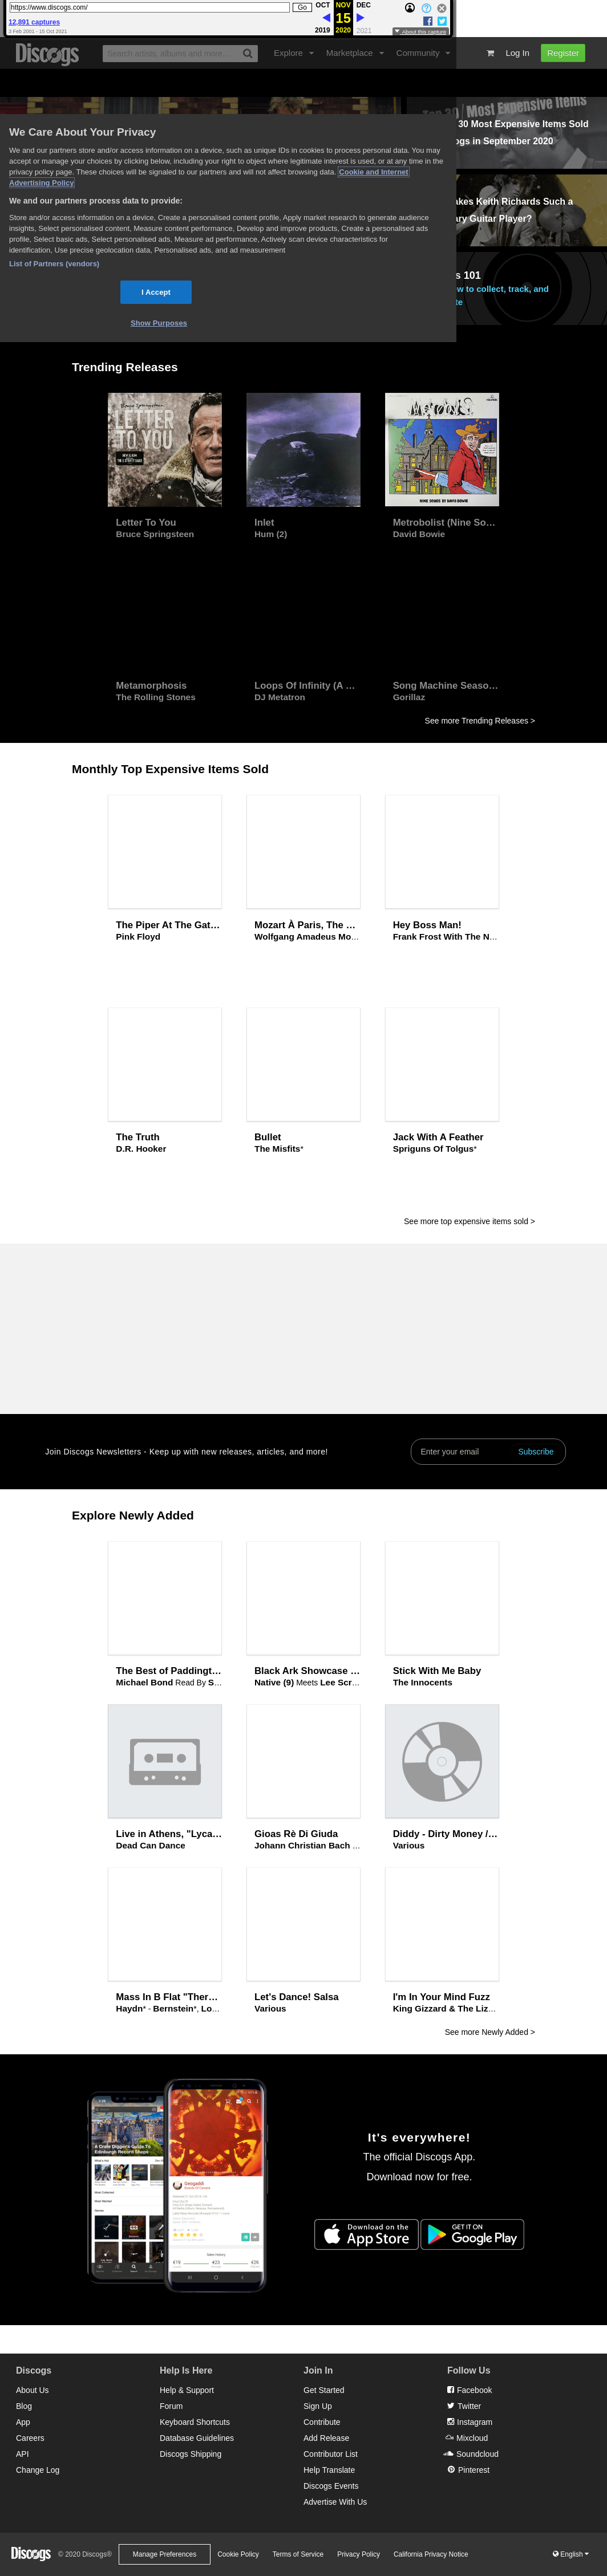 https://www.discogs.com/
Go
OCT NOV DEC
15
2019 2020 2021
12,891 captures
3 Feb 2001 - 15 Oct 2021
About this capture
Discogs
Search artists, albums and more...
Explore
Marketplace
Community
Log In
Register
30 Most Expensive Items Sold
ogs in September 2020
akes Keith Richards Such a
ary Guitar Player?
s 101
ow to collect, track, and
te
We Care About Your Privacy
We and our partners store and/or access information on a device, such as unique IDs in cookies to process personal data. You may
accept or manage your choices by clicking below, including your right to object where legitimate interest is used, or at any time in the
privacy policy page. These choices will be signaled to our partners and will not affect browsing data. Cookie and Internet
Advertising Policy
We and our partners process data to provide:
Store and/or access information on a device, Create a personalised content profile, Apply market research to generate audience
insights, Select personalised content, Measure content performance, Develop and improve products, Create a personalised ads
profile, Select basic ads, Select personalised ads, Measure ad performance, Actively scan device characteristics for
identification, Use precise geolocation data, Personalised ads, and ad measurement
List of Partners (vendors)
I Accept
Show Purposes
Trending Releases
LETTER TO YOU
Letter To You
Bruce Springsteen
Inlet
Hum (2)
Metrobolist (Nine So…
David Bowie
Metamorphosis
The Rolling Stones
Loops Of Infinity (A …
DJ Metatron
Song Machine Seaso…
Gorillaz
See more Trending Releases >
Monthly Top Expensive Items Sold
The Piper At The Gat…
Pink Floyd
Mozart À Paris, The …
Wolfgang Amadeus Mo…
Hey Boss Man!
Frank Frost With The N…
The Truth
D.R. Hooker
Bullet
The Misfits*
Jack With A Feather
Spriguns Of Tolgus*
See more top expensive items sold >
Join Discogs Newsletters - Keep up with new releases, articles, and more!
Enter your email
Subscribe
Explore Newly Added
The Best of Paddingt…
Michael Bond Read By S…
Black Ark Showcase …
Native (9) Meets Lee Scr…
Stick With Me Baby
The Innocents
Live in Athens, "Lyca…
Dead Can Dance
Gioas Rè Di Giuda
Johann Christian Bach …
Diddy - Dirty Money /…
Various
Mass In B Flat "Ther…
Haydn* - Bernstein*, Lo…
Let's Dance! Salsa
Various
I'm In Your Mind Fuzz
King Gizzard & The Liz…
See more Newly Added >
It's everywhere!
The official Discogs App.
Download now for free.
Download on the
App Store
GET IT ON
Google Play
Discogs
About Us
Blog
App
Careers
API
Change Log
Help Is Here
Help & Support
Forum
Keyboard Shortcuts
Database Guidelines
Discogs Shipping
Join In
Get Started
Sign Up
Contribute
Add Release
Contributor List
Help Translate
Discogs Events
Advertise With Us
Follow Us
Facebook
Twitter
Instagram
Mixcloud
Soundcloud
Pinterest
Discogs
© 2020 Discogs®
Manage Preferences
Cookie Policy
Terms of Service
Privacy Policy
California Privacy Notice
English